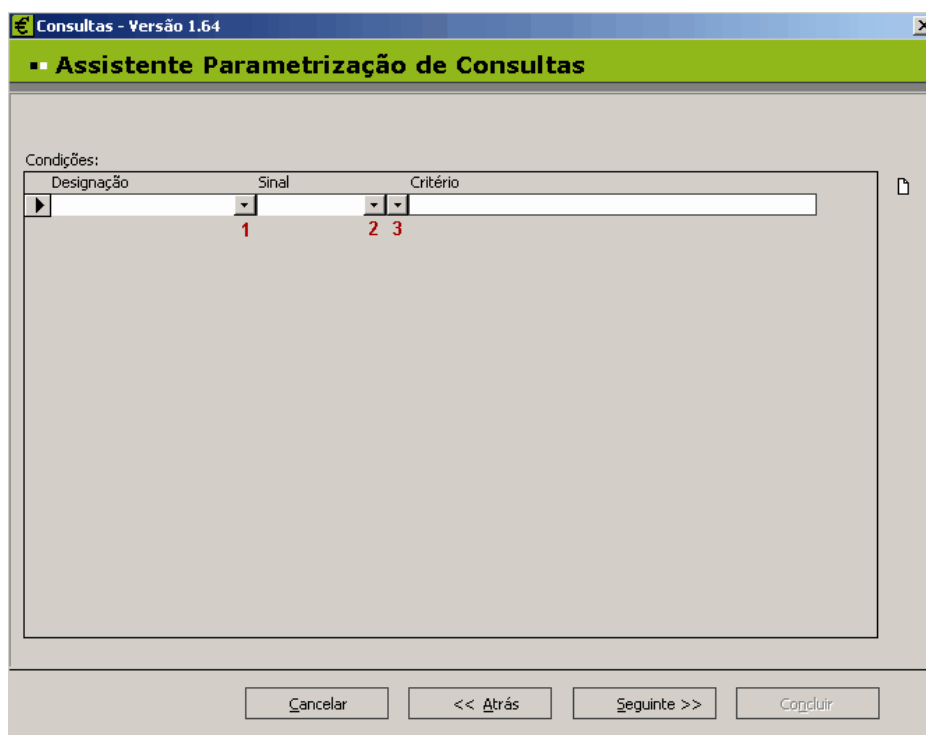 Consultas - Versão 1.64
Assistente Parametrização de Consultas
Condições:
Designação Sinal Critério
1 2 3
Cancelar << Atrás Seguinte >> Concluir